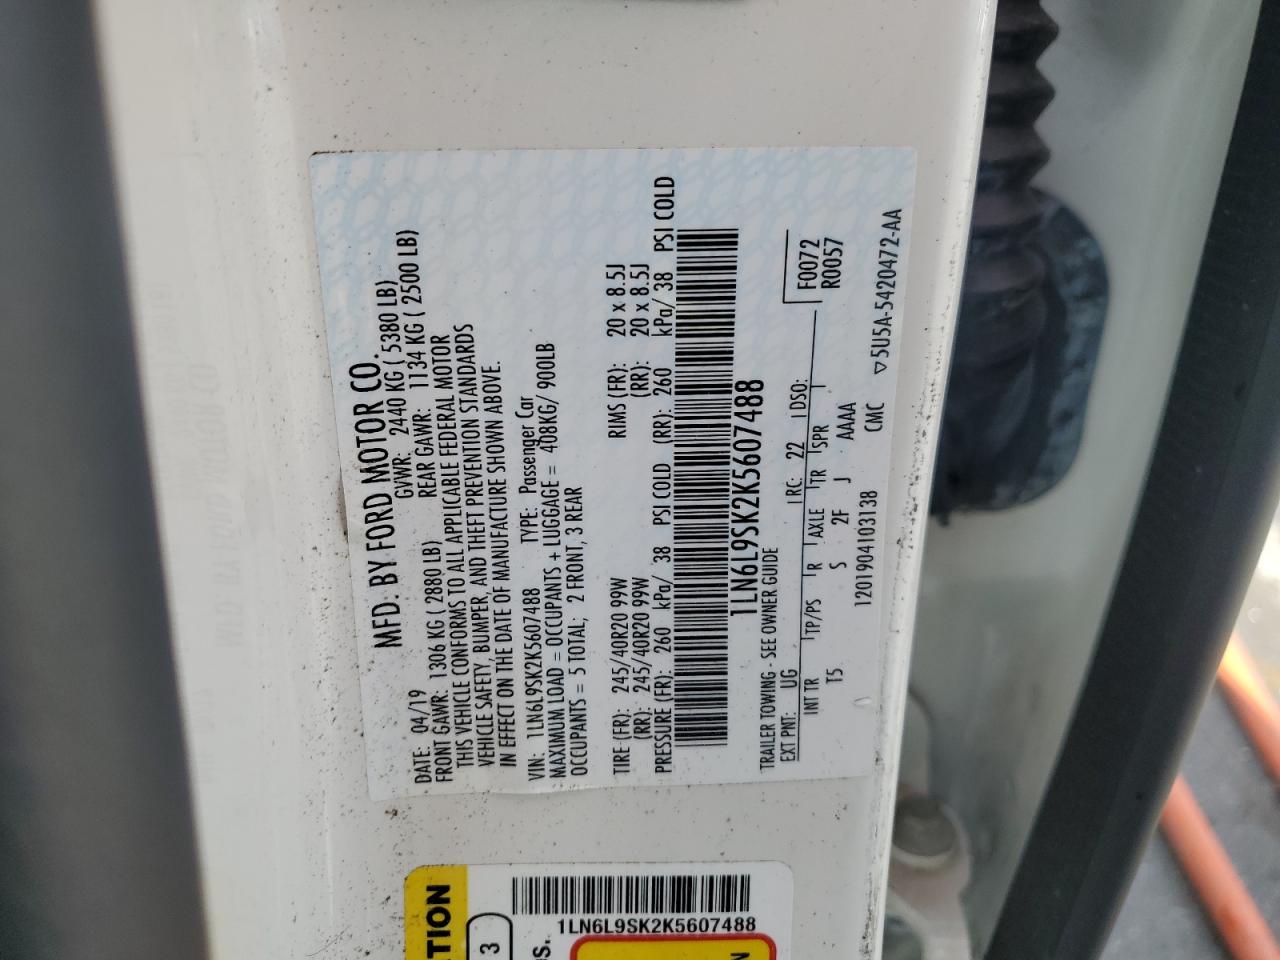 MFD. BY FORD MOTOR CO.
DATE: 04/19 GVWR: 2440 KG ( 5380 LB)
FRONT GAWR: 1306 KG ( 2880 LB) REAR GAWR: 1134 KG ( 2500 LB)
THIS VEHICLE CONFORMS TO ALL APPLICABLE FEDERAL MOTOR
VEHICLE SAFETY, BUMPER, AND THEFT PREVENTION STANDARDS
IN EFFECT ON THE DATE OF MANUFACTURE SHOWN ABOVE.
VIN: 1LN6L9SK2K5607488 TYPE: Passenger Car
MAXIMUM LOAD = OCCUPANTS + LUGGAGE = 408KG/ 900LB
OCCUPANTS = 5 TOTAL; 2 FRONT, 3 REAR
TIRE (FR): 245/40R20 99W RIMS (FR): 20 x 8.5J
(RR): 245/40R20 99W (RR): 20 x 8.5J
PRESSURE (FR): 260 kPa/ 38 PSI COLD (RR): 260 kPa/ 38 PSI COLD
1LN6L9SK2K5607488
TRAILER TOWING - SEE OWNER GUIDE
EXT PNT: UG RC: 22 DSO: F0072
R0057
INT TR TP/PS R AXLE TR SPR
T5 S 2F J AAAA
1201904103138 CMC ▽5U5A-5420472-AA
TION
3
us.
1LN6L9SK2K5607488
N